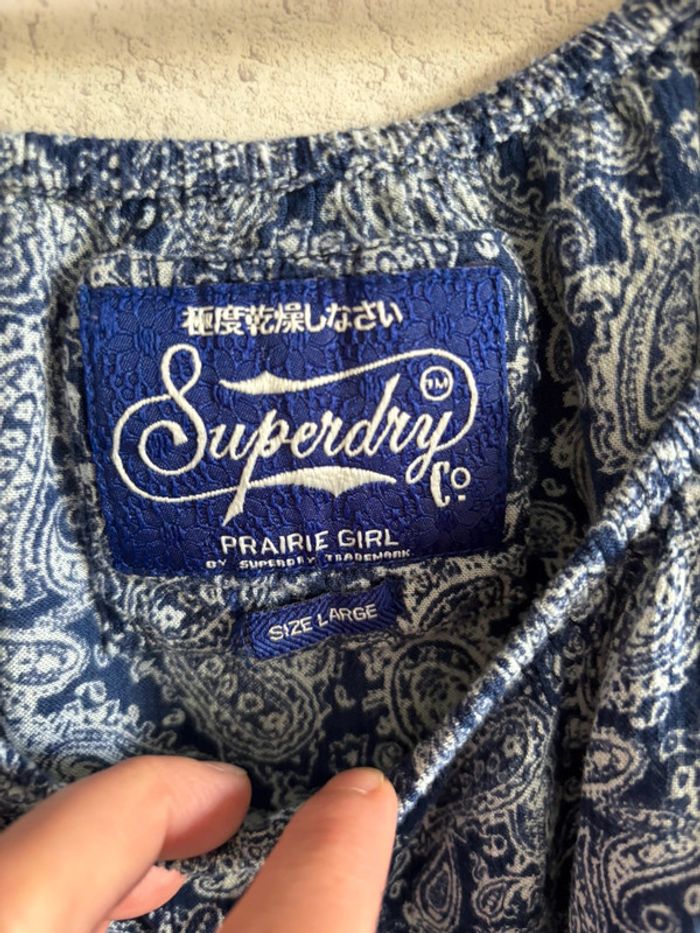 極度乾燥しなさい
Superdry TM
Co.
PRAIRIE GIRL
BY SUPERDRY TRADEMARK
SIZE LARGE